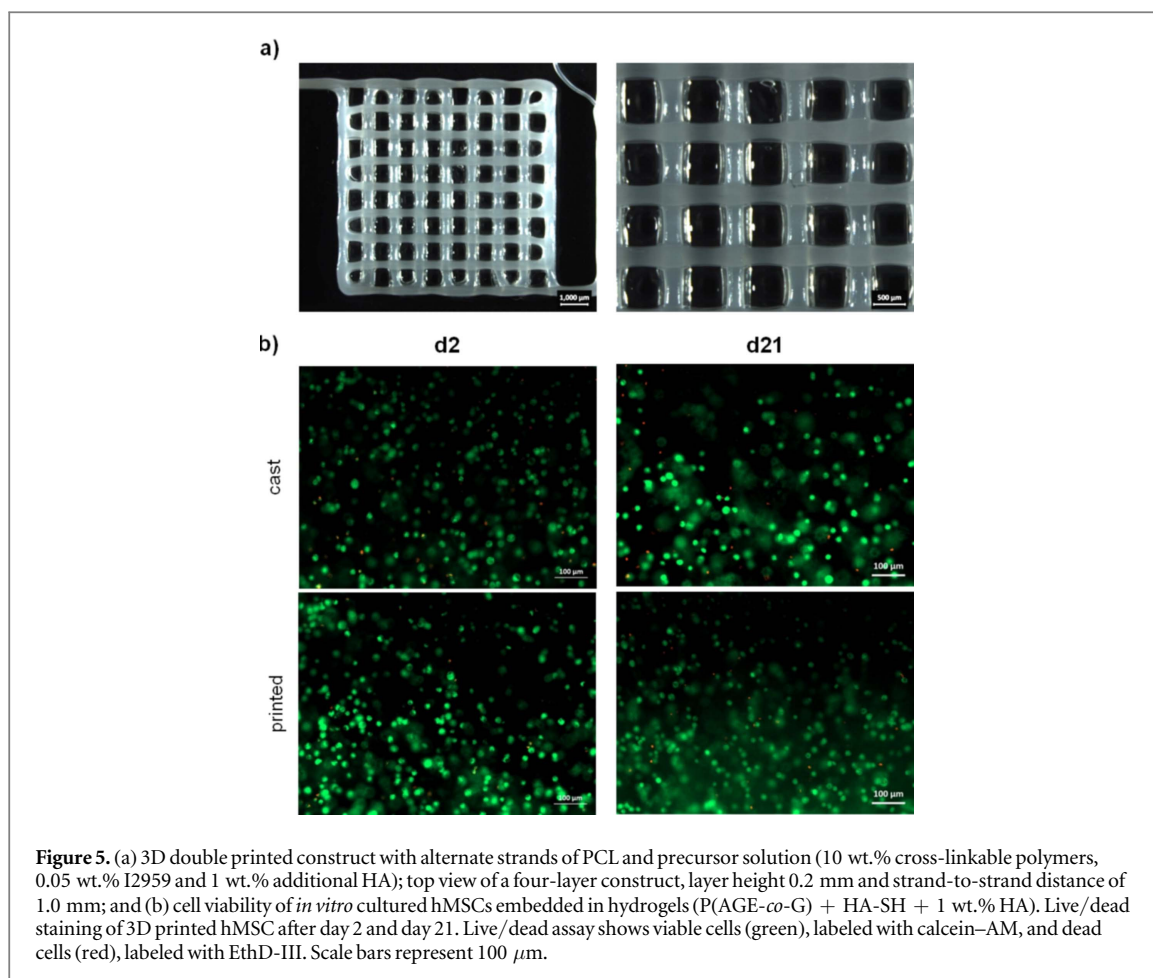 a)
1,000 µm
500 µm
b)
d2
d21
cast
100 µm
100 µm
printed
100 µm
100 µm
Figure 5. (a) 3D double printed construct with alternate strands of PCL and precursor solution (10 wt.% cross-linkable polymers,
0.05 wt.% I2959 and 1 wt.% additional HA); top view of a four-layer construct, layer height 0.2 mm and strand-to-strand distance of
1.0 mm; and (b) cell viability of in vitro cultured hMSCs embedded in hydrogels (P(AGE-co-G) + HA-SH + 1 wt.% HA). Live/dead
staining of 3D printed hMSC after day 2 and day 21. Live/dead assay shows viable cells (green), labeled with calcein–AM, and dead
cells (red), labeled with EthD-III. Scale bars represent 100 μm.